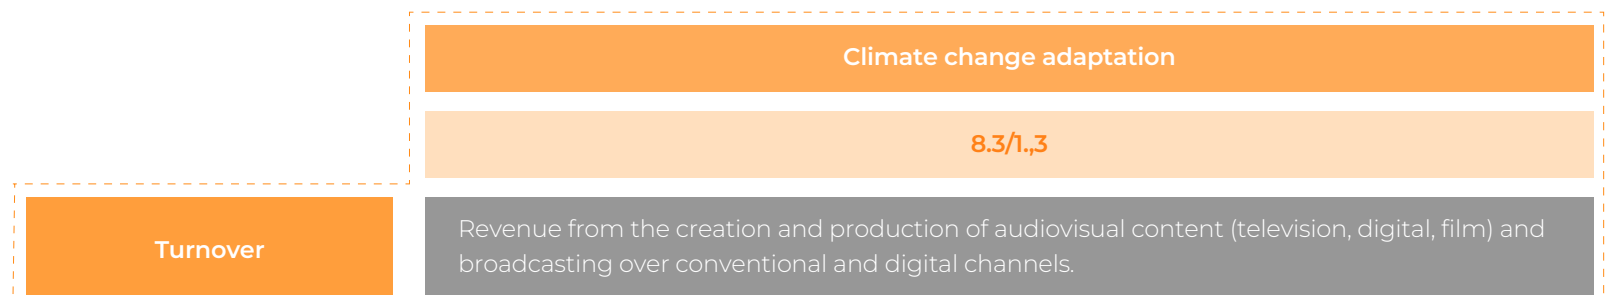 Climate change adaptation
8.3/1.,3
Turnover
Revenue from the creation and production of audiovisual content (television, digital, film) and
broadcasting over conventional and digital channels.